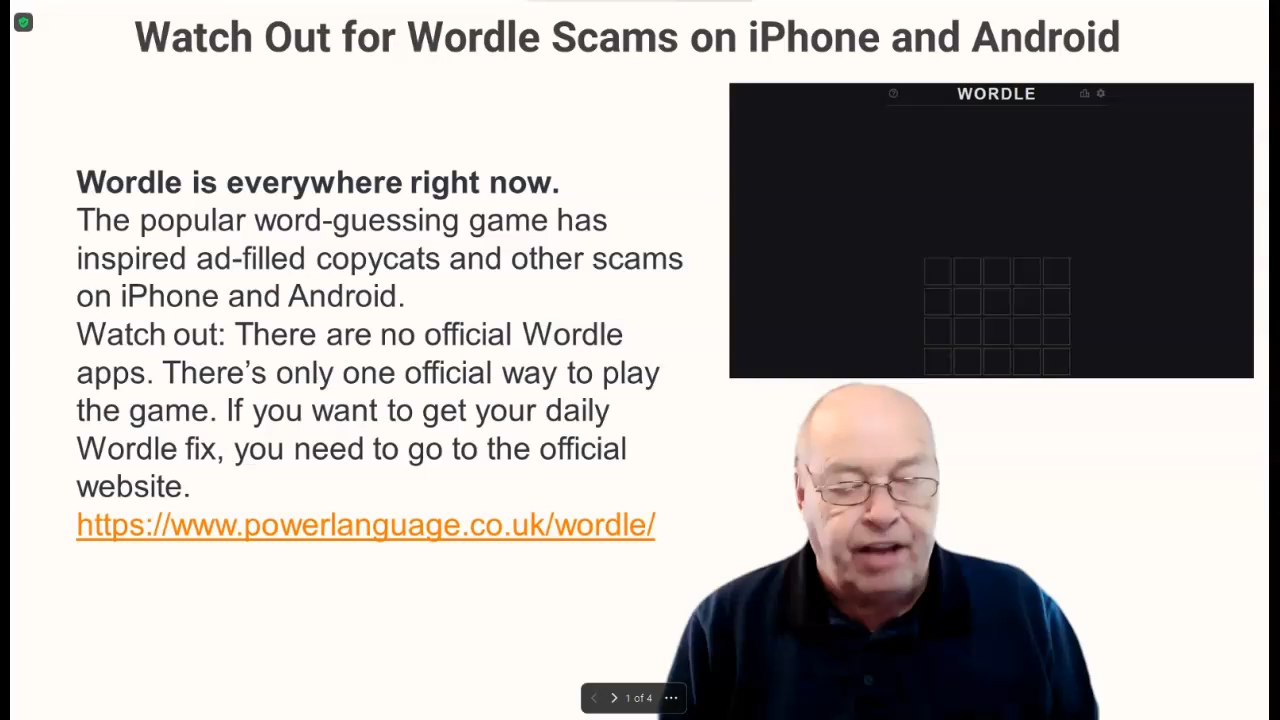 Watch Out for Wordle Scams on iPhone and Android
WORDLE
Wordle is everywhere right now.
The popular word-guessing game has
inspired ad-filled copycats and other scams
on iPhone and Android.
Watch out: There are no official Wordle
apps. There’s only one official way to play
the game. If you want to get your daily
Wordle fix, you need to go to the official
website.
https://www.powerlanguage.co.uk/wordle/
1 of 4